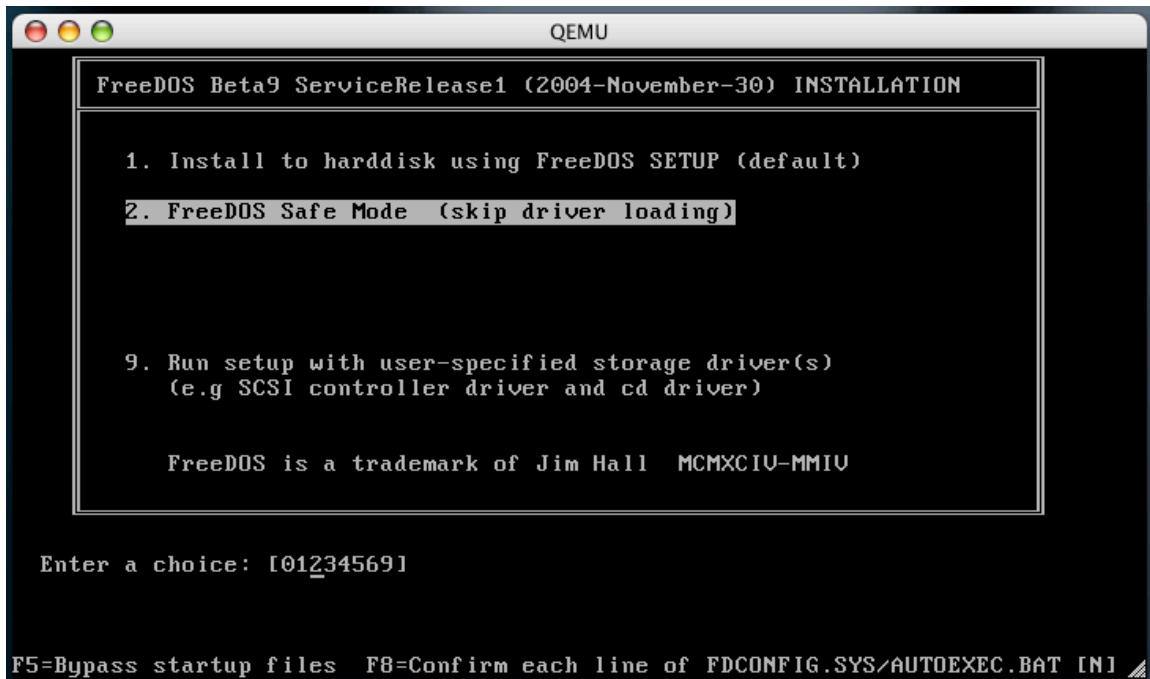 QEMU
FreeDOS Beta9 ServiceRelease1 (2004-November-30) INSTALLATION
1. Install to harddisk using FreeDOS SETUP (default)
2. FreeDOS Safe Mode (skip driver loading)
9. Run setup with user-specified storage driver(s)
(e.g SCSI controller driver and cd driver)
FreeDOS is a trademark of Jim Hall MCMXCIV-MMIV
Enter a choice: [01234569]
F5=Bypass startup files F8=Confirm each line of FDCONFIG.SYS/AUTOEXEC.BAT [N]